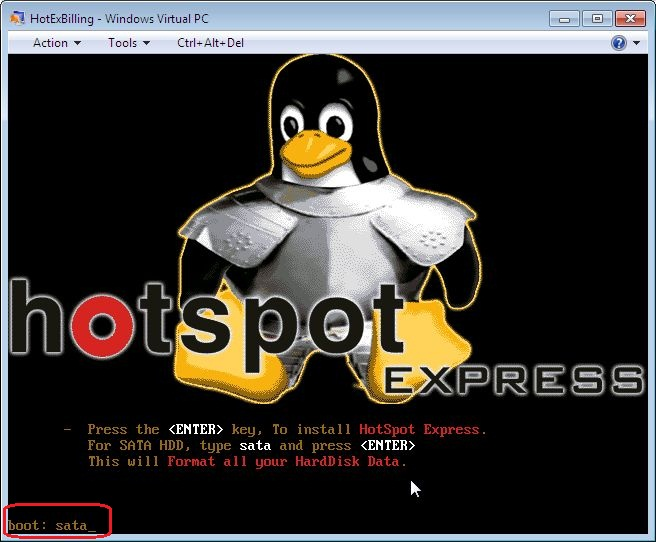 HotExBilling - Windows Virtual PC
Action Tools Ctrl+Alt+Del
hotspot
EXPRESS
- Press the <ENTER> key, To install HotSpot Express.
For SATA HDD, type sata and press <ENTER>
This will Format all your HardDisk Data.
boot: sata_